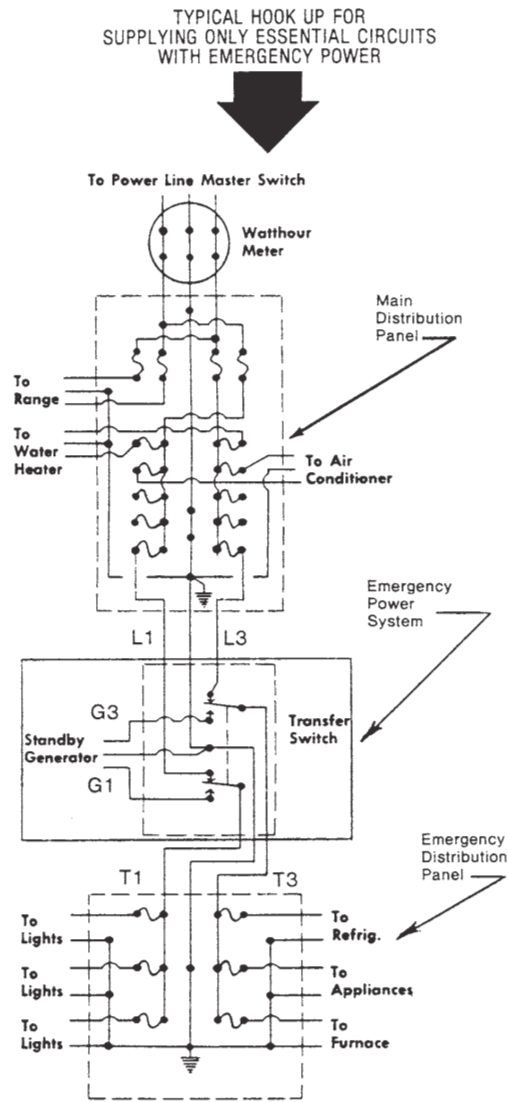 TYPICAL HOOK UP FOR
SUPPLYING ONLY ESSENTIAL CIRCUITS
WITH EMERGENCY POWER
To Power Line Master Switch
Watthour
Meter
Main
Distribution
Panel
To
Range
To
Water
Heater
To Air
Conditioner
Emergency
Power
System
L1
L3
G3
Standby
Generator
G1
Transfer
Switch
Emergency
Distribution
Panel
T1
T3
To
Lights
To
Refrig.
To
Lights
To
Appliances
To
Lights
To
Furnace